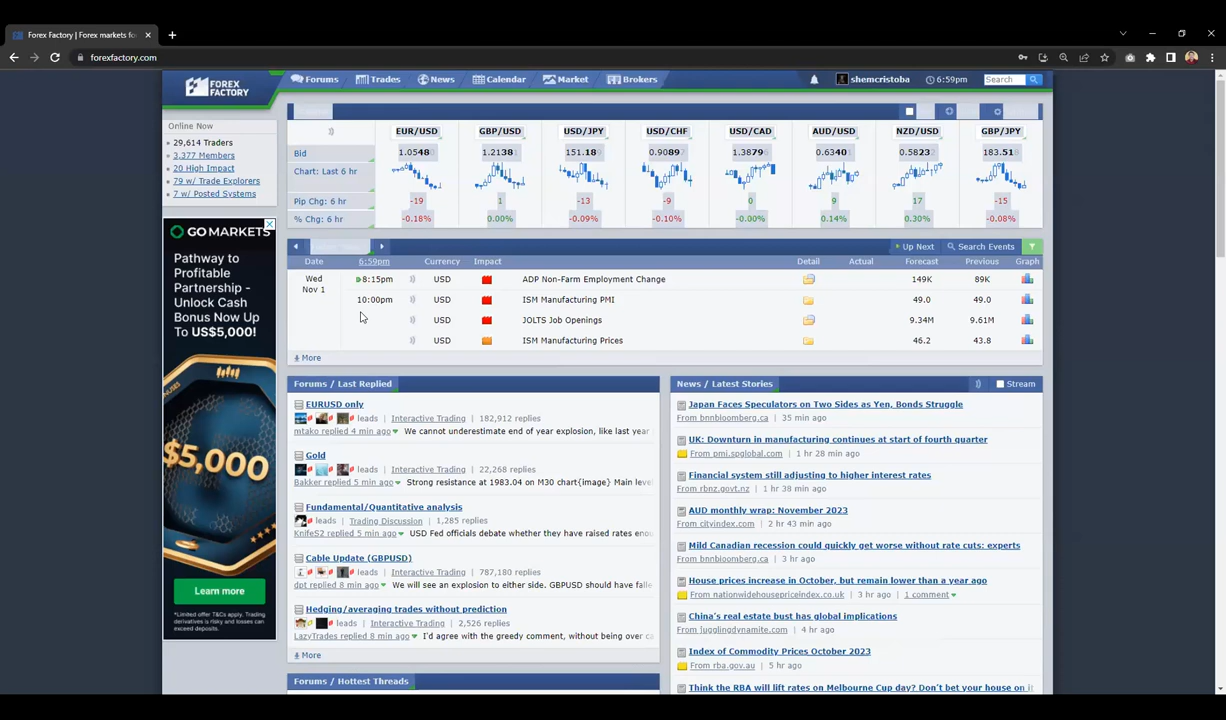 Forex Factory | Forex markets fo
forexfactory.com
FOREX
FACTORY
Forums
Trades
News
Calendar
Market
Brokers
shemcristoba
6:59pm
Search
Online Now
29,614 Traders
3,377 Members
20 High Impact
79 w/ Trade Explorers
7 w/ Posted Systems
EUR/USD GBP/USD USD/JPY USD/CHF USD/CAD AUD/USD NZD/USD GBP/JPY
Bid 1.0548 1.2138 151.18 0.9089 1.3879 0.6340 0.5823 183.51
Chart: Last 6 hr
Pip Chg: 6 hr -19 1 -13 -9 0 9 17 -15
% Chg: 6 hr -0.18% 0.00% -0.09% -0.10% -0.00% 0.14% 0.30% -0.08%
Up Next Search Events
Date 6:59pm Currency Impact Detail Actual Forecast Previous Graph
Wed
Nov 1
8:15pm USD ADP Non-Farm Employment Change 149K 89K
10:00pm USD ISM Manufacturing PMI 49.0 49.0
USD JOLTS Job Openings 9.34M 9.61M
USD ISM Manufacturing Prices 46.2 43.8
More
GO MARKETS
Pathway to
Profitable
Partnership -
Unlock Cash
Bonus Now Up
To US$5,000!
$5,000
Learn more
*Limited offer T&Cs apply. Trading
derivatives is risky and losses can
exceed deposits.
Forums / Last Replied
EURUSD only
leads | Interactive Trading | 182,912 replies
mtako replied 4 min ago We cannot underestimate end of year explosion, like last year
Gold
leads | Interactive Trading | 22,268 replies
Bakker replied 5 min ago Strong resistance at 1983.04 on M30 chart{image} Main leve
Fundamental/Quantitative analysis
leads | Trading Discussion | 1,285 replies
KnifeS2 replied 5 min ago USD Fed officials debate whether they have raised rates enou
Cable Update (GBPUSD)
leads | Interactive Trading | 787,180 replies
dpt replied 8 min ago We will see an explosion to either side. GBPUSD should have falle
Hedging/averaging trades without prediction
leads | Interactive Trading | 2,526 replies
LazyTrades replied 8 min ago I'd agree with the greedy comment, without being over ca
More
Forums / Hottest Threads
News / Latest Stories
Stream
Japan Faces Speculators on Two Sides as Yen, Bonds Struggle
From bnnbloomberg.ca | 35 min ago
UK: Downturn in manufacturing continues at start of fourth quarter
From pmi.spglobal.com | 1 hr 28 min ago
Financial system still adjusting to higher interest rates
From rbnz.govt.nz | 1 hr 38 min ago
AUD monthly wrap: November 2023
From cityindex.com | 2 hr 43 min ago
Mild Canadian recession could quickly get worse without rate cuts: experts
From bnnbloomberg.ca | 3 hr ago
House prices increase in October, but remain lower than a year ago
From nationwidehousepriceindex.co.uk | 3 hr ago | 1 comment
China's real estate bust has global implications
From jugglingdynamite.com | 4 hr ago
Index of Commodity Prices October 2023
From rba.gov.au | 5 hr ago
Think the RBA will lift rates on Melbourne Cup day? Don't bet your house on it